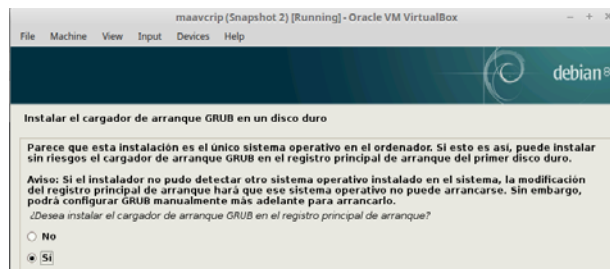 maavcrip (Snapshot 2) [Running] - Oracle VM VirtualBox
File Machine View Input Devices Help
debian 8
Instalar el cargador de arranque GRUB en un disco duro
Parece que esta instalación es el único sistema operativo en el ordenador. Si esto es así, puede instalar
sin riesgos el cargador de arranque GRUB en el registro principal de arranque del primer disco duro.
Aviso: Si el instalador no pudo detectar otro sistema operativo instalado en el sistema, la modificación
del registro principal de arranque hará que ese sistema operativo no puede arrancarse. Sin embargo,
podrá configurar GRUB manualmente más adelante para arrancarlo.
¿Desea instalar el cargador de arranque GRUB en el registro principal de arranque?
No
Sí